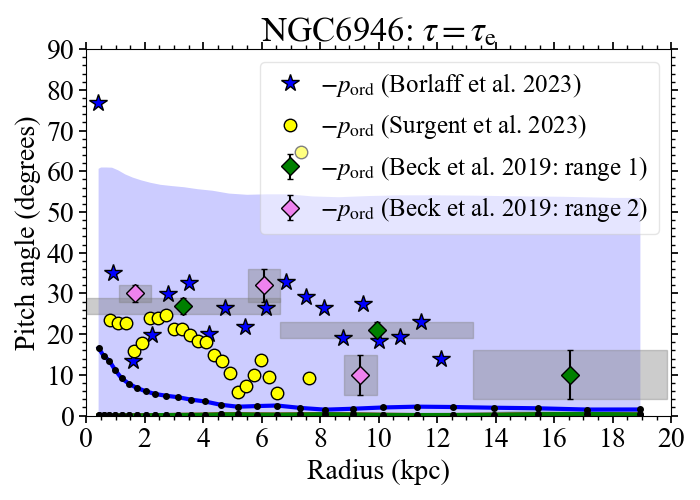 NGC6946: τ = τe
90
80
70
60
50
40
30
20
10
0
Pitch angle (degrees)
−pord (Borlaff et al. 2023)
−pord (Surgent et al. 2023)
−pord (Beck et al. 2019: range 1)
−pord (Beck et al. 2019: range 2)
0 2 4 6 8 10 12 14 16 18 20
Radius (kpc)